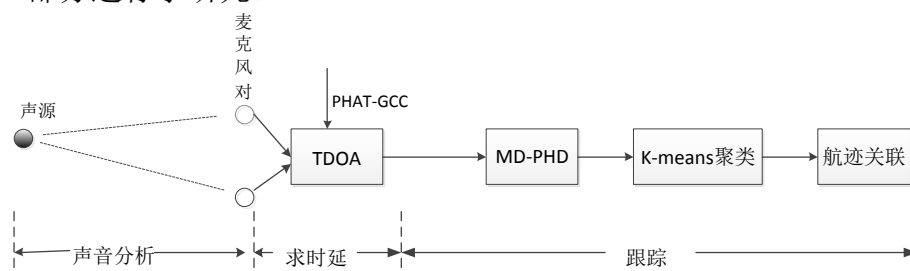 麦克风对
声源
PHAT-GCC
TDOA
MD-PHD
K-means聚类
航迹关联
声音分析
求时延
跟踪